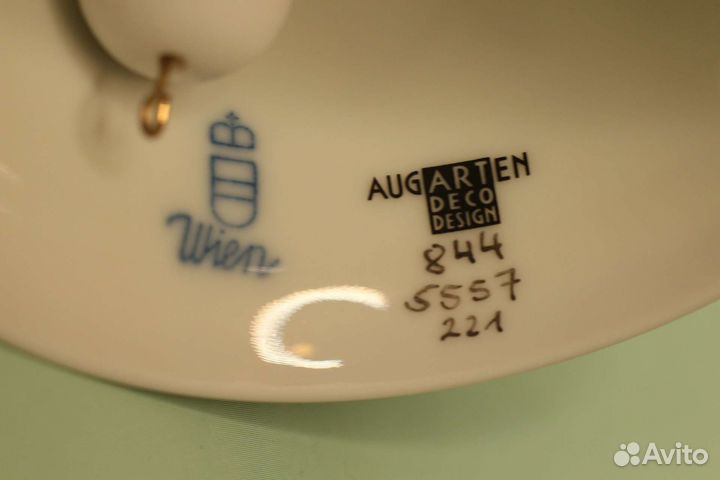 Wien
AUGARTEN
DECO
DESIGN
844
5557
221
Avito